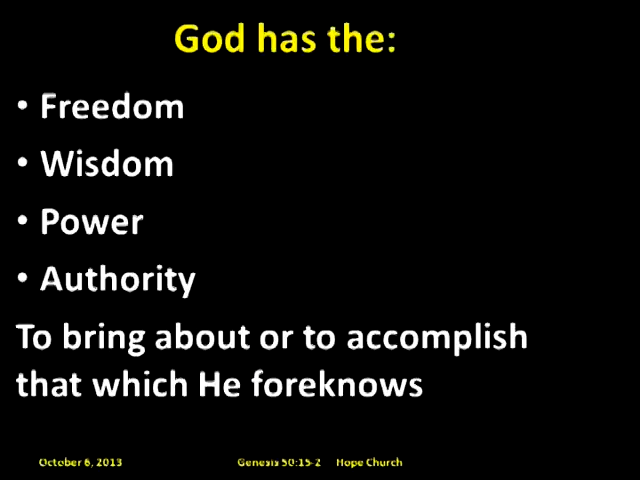 God has the:
• Freedom
• Wisdom
• Power
• Authority
To bring about or to accomplish
that which He foreknows
October 6, 2013 Genesis 50:15-2 Hope Church